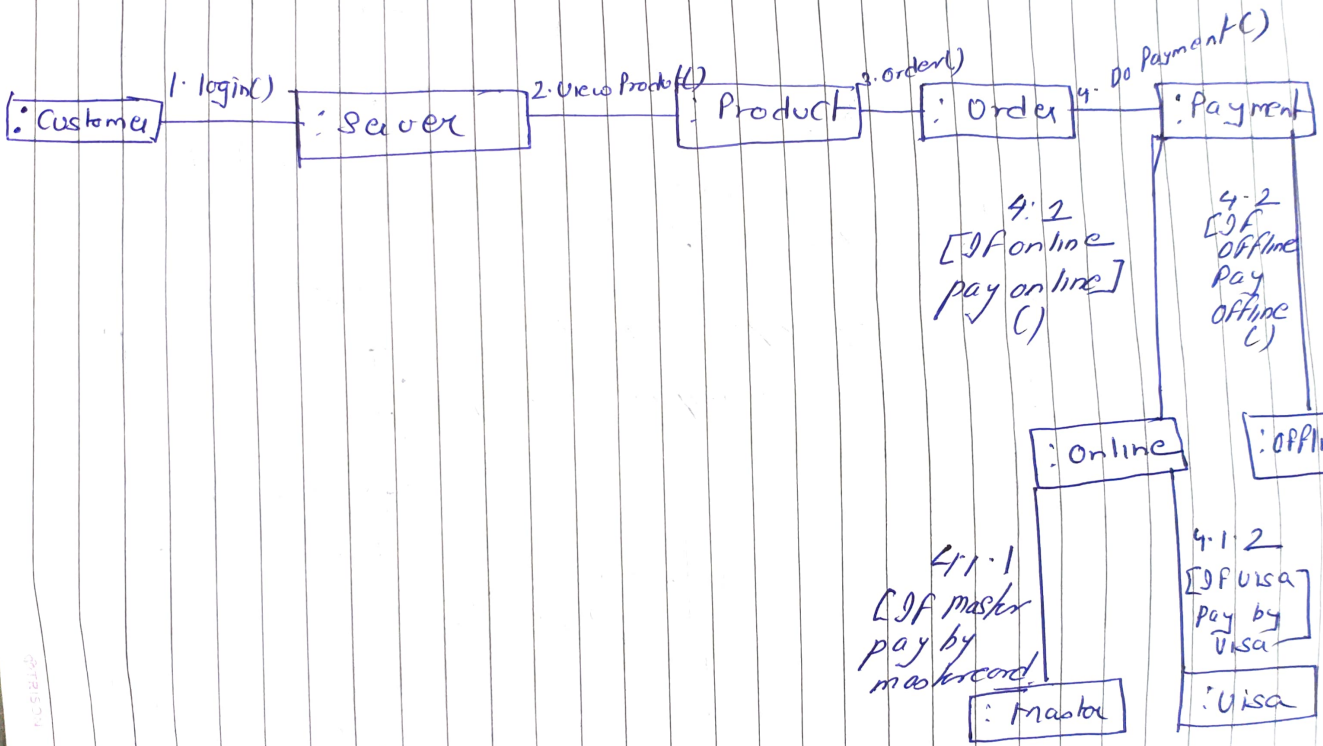 1. login()
2. View Product()
3. order()
4. Do Payment()
: Customer
: Server
: Product
: Order
: Payment
4.2
[If online
pay online]
()
4.2
[If
offline
Pay
offline
()
: Online
: Offli
4.1.1
[If master
pay by
mastercard.
4.1.2
[If Visa]
Pay by
Visa
: Master
: Visa